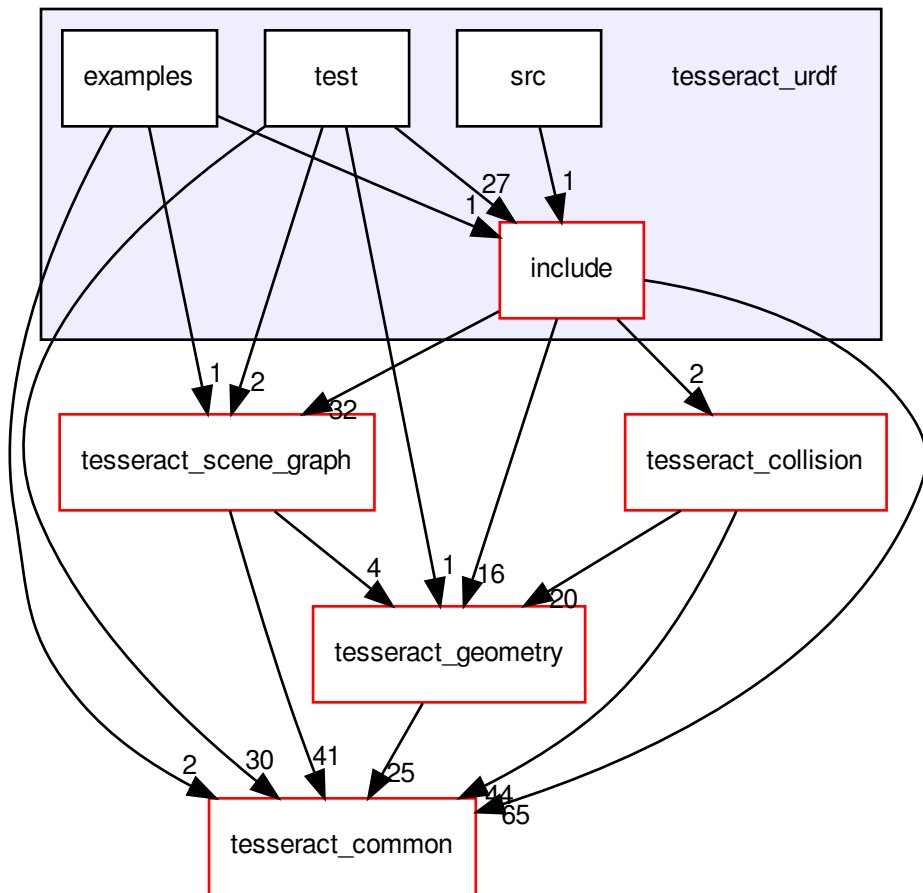 examples
test
src
tesseract_urdf
27
1
1
include
1
2
32
2
tesseract_scene_graph
tesseract_collision
4
1
16
20
tesseract_geometry
2
30
41
25
44
65
tesseract_common